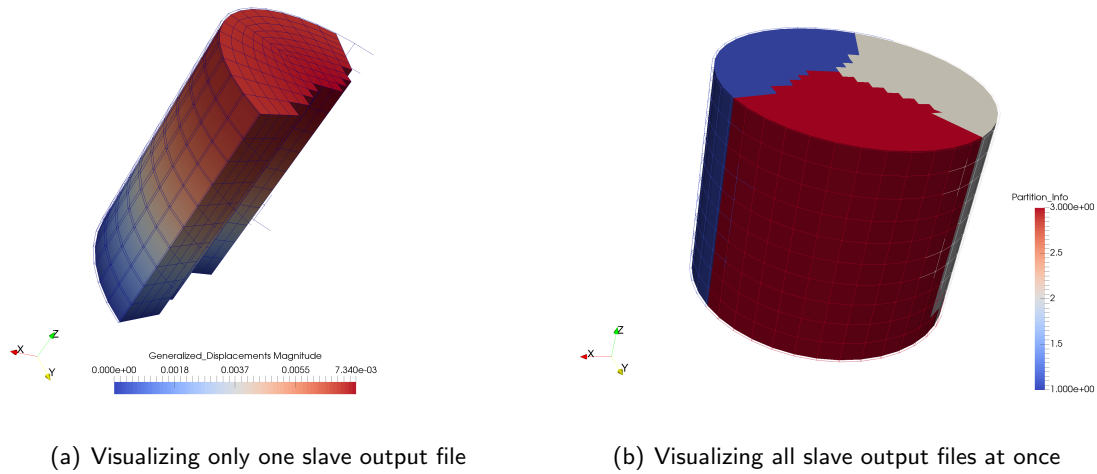 Z
X
Y
Generalized_Displacements Magnitude
0.000e+00 0.0018 0.0037 0.0055 7.340e-03
(a) Visualizing only one slave output file
Z
X
Y
Partition_Info
3.000e+00
2.5
2
1.5
1.000e+00
(b) Visualizing all slave output files at once